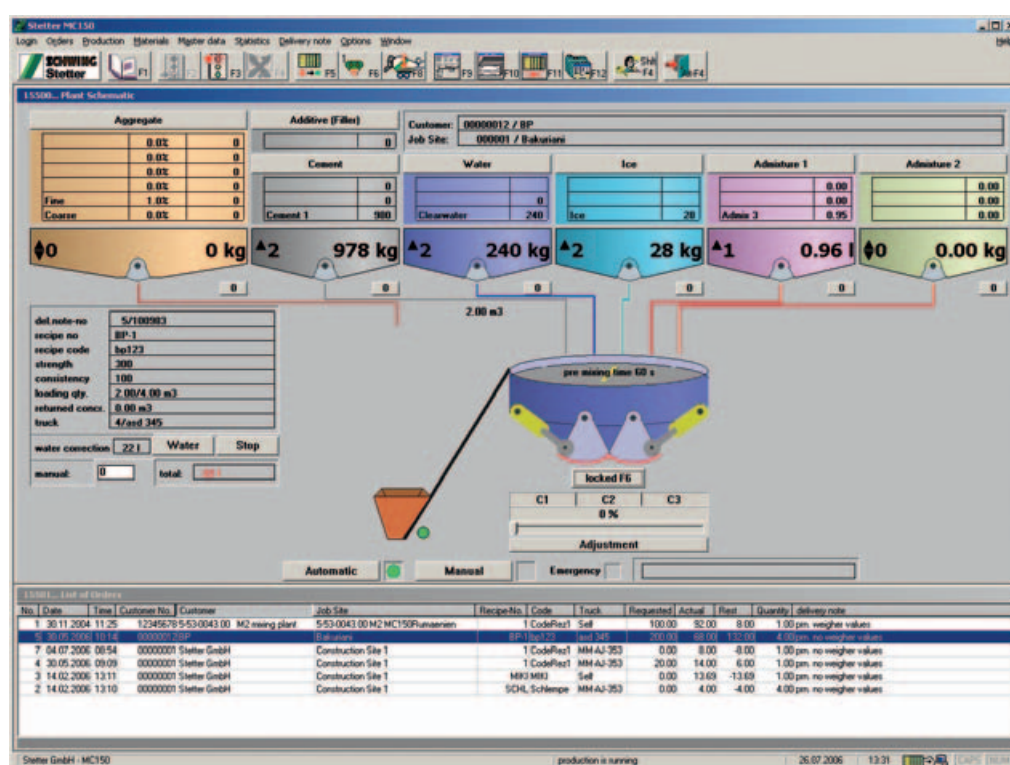 Stetter MC150
Login Orders Production Materials Master data Statistics Delivery note Options Window Help
SCHWING Stetter F1 F2 F3 F4 F5 F6 F8 F9 F10 F11 F12 Shft F4 F4
15500... Plant Schematic
Aggregate Additive (Filler) Customer: 00000012 / BP
0 Job Site: 000001 / Bakuriani
0.0% 0
0.0% 0
0.0% 0
0.0% 0
Fine 1.0% 0
Coarse 0.0% 0
Cement Water Ice Admixture 1 Admixture 2
0 0.00 0.00
0 0 0.00 0.00
Cement 1 980 Clearwater 240 Ice 28 Admix 3 0.95 0.00
0 0 kg 2 978 kg 2 240 kg 2 28 kg 1 0.96 l 0 0.00 kg
0 0 0 0 0 0
2.00 m3
del.note-no 5/100983
recipe no BP-1
recipe code bp123
strength 300
consistency 100
loading qty. 2.00/4.00 m3
returned concr. 0.00 m3
truck 4/asd 345
water correction 22 l Water Stop
manual: 0 total:
pre mixing time 60 s
locked F6
C1 C2 C3
0 %
Adjustment
Automatic Manual Emergency
15501... List of Orders
No. Date Time Customer No. Customer Job Site Recipe-No. Code Truck Requested Actual Rest Quantity delivery note
1 30.11.2004 11:25 12345678 5-53-0043.00 M2 mixing plant 5-53-0043.00 M2 MC150Rumaenien 1 CodeRez1 Self 100.00 92.00 8.00 1.00 pm. weigher values
5 30.05.2006 10:14 00000012 BP Bakuriani BP-1 bp123 asd 345 200.00 68.00 132.00 4.00 pm. no weigher values
7 04.07.2006 08:54 00000001 Stetter GmbH Construction Site 1 1 CodeRez1 MM-AJ-353 0.00 8.00 -8.00 1.00 pm. no weigher values
4 30.05.2006 09:09 00000001 Stetter GmbH Construction Site 1 1 CodeRez1 MM-AJ-353 20.00 14.00 6.00 1.00 pm. no weigher values
3 14.02.2006 13:11 00000001 Stetter GmbH Construction Site 1 MIKI MIKI Self 0.00 13.69 -13.69 1.00 pm. no weigher values
2 14.02.2006 13:10 00000001 Stetter GmbH Construction Site 1 SCHL Schlempe MM-AJ-353 0.00 4.00 -4.00 4.00 pm. no weigher values
Stetter GmbH - MC150 production is running 26.07.2006 13:31 CAPS NUM